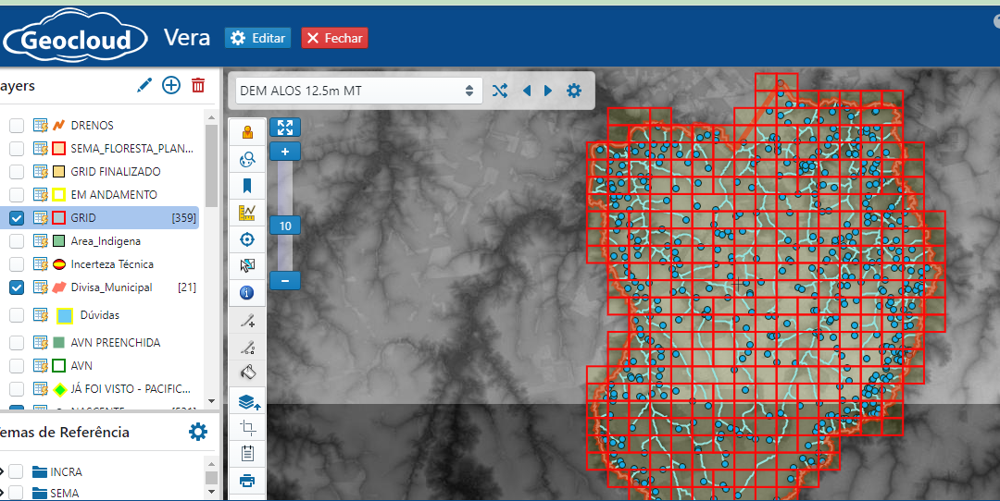 Geocloud
Vera
Editar
Fechar
ayers
DEM ALOS 12.5m MT
DRENOS
SEMA_FLORESTA_PLAN...
GRID FINALIZADO
EM ANDAMENTO
GRID [359]
Area_Indigena
Incerteza Técnica
Divisa_Municipal [21]
Dúvidas
AVN PREENCHIDA
AVN
JÁ FOI VISTO - PACIFIC...
+
10
−
emas de Referência
INCRA
SEMA